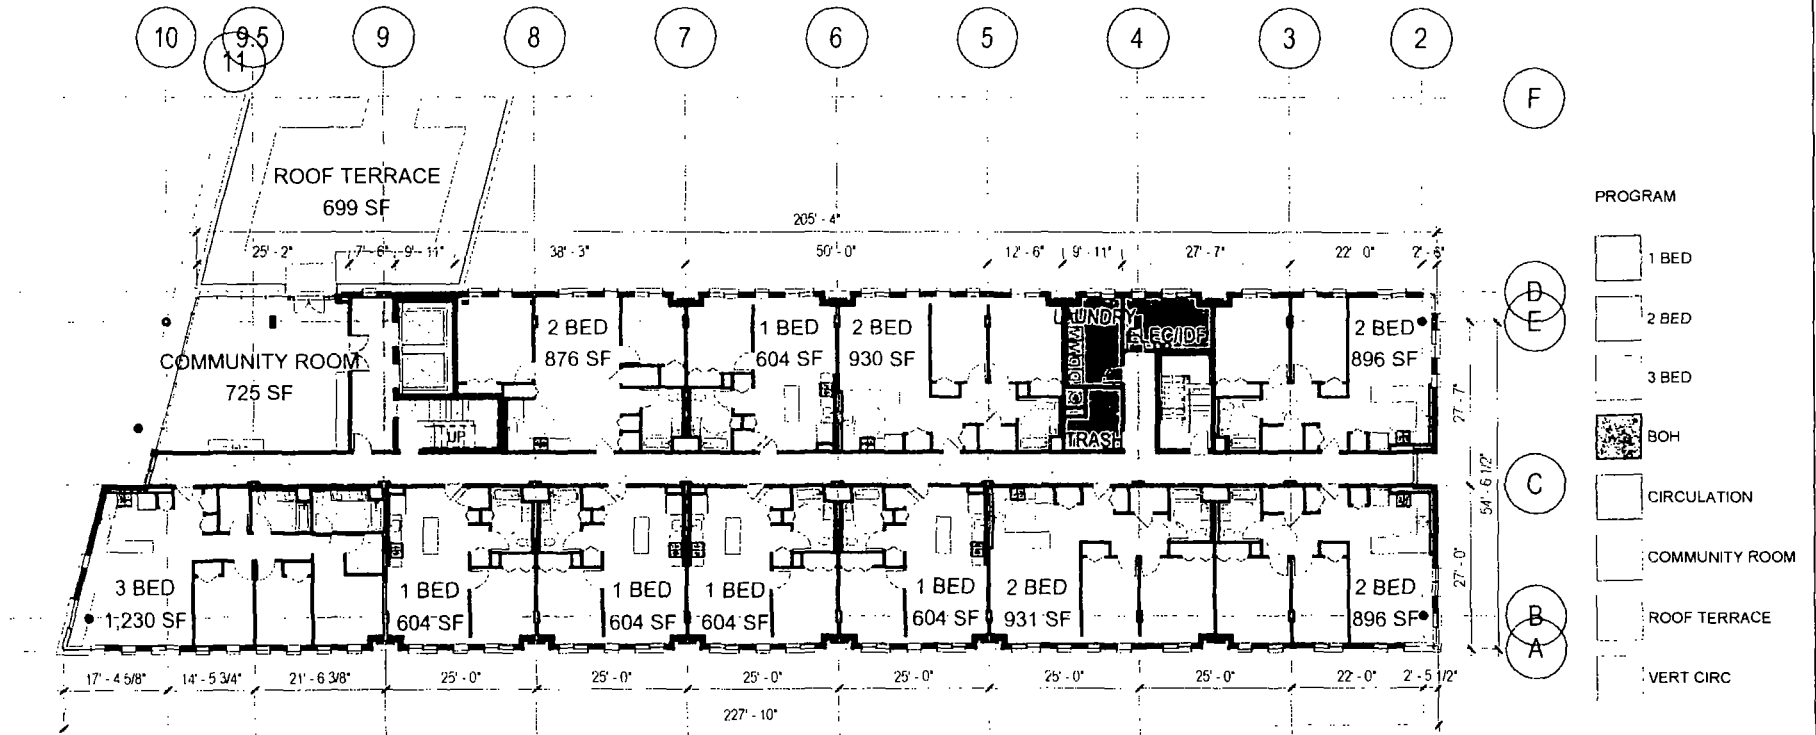 10
9.5
11
9
8
7
6
5
4
3
2
F
ROOF TERRACE
699 SF
205' - 4"
25' - 2"
7' - 6"
9' - 11"
38' - 3"
50' - 0"
12' - 6"
9' - 11"
27' - 7"
22' 0"
2' - 6"
PROGRAM
1 BED
2 BED
3 BED
BOH
CIRCULATION
COMMUNITY ROOM
ROOF TERRACE
VERT CIRC
D
E
C
B
A
COMMUNITY ROOM
725 SF
UP
2 BED
876 SF
1 BED
604 SF
2 BED
930 SF
LAUNDRY
ELEC/IDF
TRASH
2 BED
896 SF
27' - 7"
54' 6 1/2"
27' - 0"
3 BED
1,230 SF
1 BED
604 SF
1 BED
604 SF
1 BED
604 SF
1 BED
604 SF
2 BED
931 SF
2 BED
896 SF
17' - 4 5/8"
14' - 5 3/4"
21' - 6 3/8"
25' - 0"
25' - 0"
25' - 0"
25' - 0"
25' - 0"
25' - 0"
22' - 0"
2' - 5 1/2"
227' - 10"